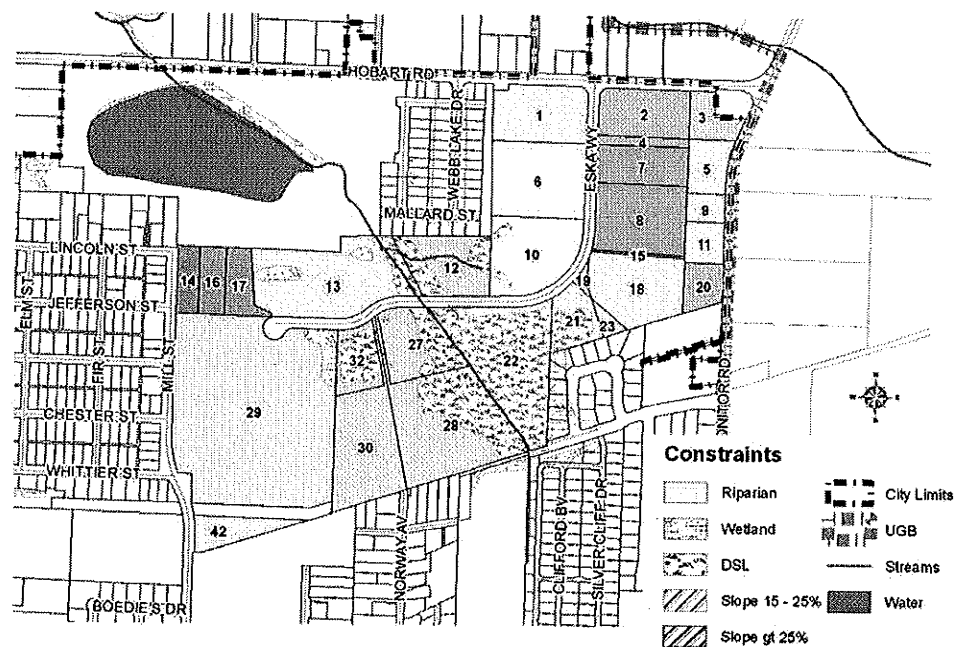 HOBART RD
WEBB LAKE DR
ESKA WY
1
2
3
4
5
6
7
8
9
MALLARD ST
LINCOLN ST
10
11
12
13
14
16
17
15
18
19
20
21
23
ELM ST
JEFFERSON ST
FIR ST
MILL ST
CHESTER ST
WHITTIER ST
22
27
28
29
30
32
42
NORWAY AV
CLIFFORD BV
SILVER CLIFF DR
BOEDIE'S DR
ONITOR RD
N
W
E
S
Constraints
Riparian
Wetland
DSL
Slope 15 - 25%
Slope gt 25%
City Limits
UGB
Streams
Water